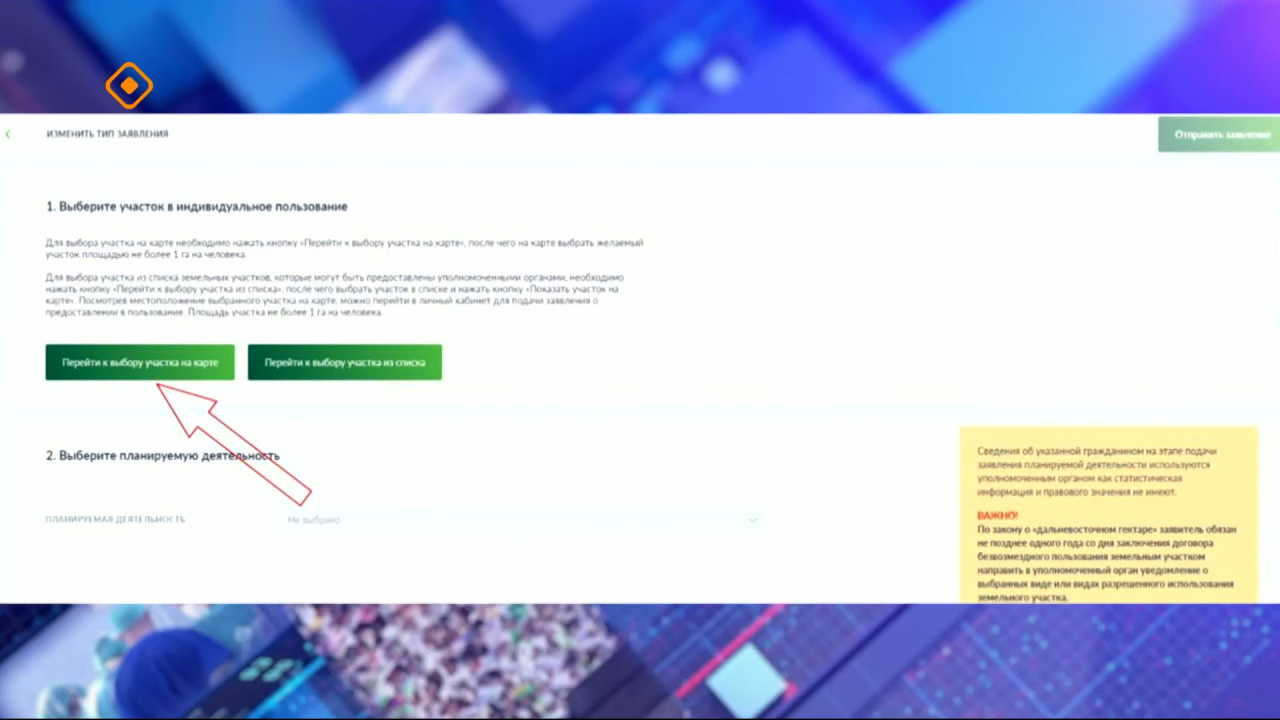 ИЗМЕНИТЬ ТИП ЗАЯВЛЕНИЯ
Отправить заявление
1. Выберите участок в индивидуальное пользование
Для выбора участка на карте необходимо нажать кнопку «Перейти к выбору участка на карте», после чего на карте выбрать желаемый
участок площадью не более 1 га на человека.
Для выбора участка из списка земельных участков, которые могут быть предоставлены уполномоченными органами, необходимо
нажать кнопку «Перейти к выбору участка из списка», после чего выбрать участок в списке и нажать кнопку «Показать участок на
карте». Посмотрев местоположение выбранного участка на карте, можно перейти в личный кабинет для подачи заявления о
предоставлении в пользование. Площадь участка не более 1 га на человека.
Перейти к выбору участка на карте
Перейти к выбору участка из списка
2. Выберите планируемую деятельность
ПЛАНИРУЕМАЯ ДЕЯТЕЛЬНОСТЬ
Не выбрано
Сведения об указанной гражданином на этапе подачи
заявления планируемой деятельности используются
уполномоченным органом как статистическая
информация и правового значения не имеют.
ВАЖНО!
По закону о «дальневосточном гектаре» заявитель обязан
не позднее одного года со дня заключения договора
безвозмездного пользования земельным участком
направить в уполномоченный орган уведомление о
выбранных виде или видах разрешенного использования
земельного участка.